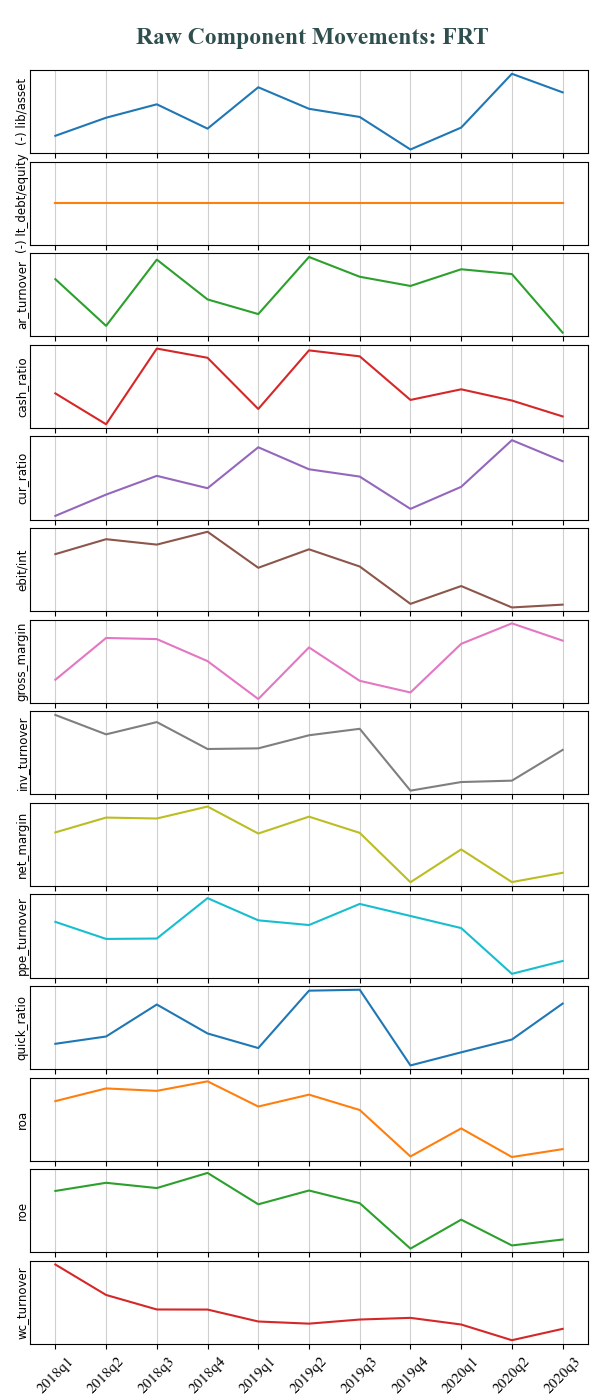 Raw Component Movements: FRT
(-) lib/asset
(-) lt_debt/equity
ar_turnover
cash_ratio
cur_ratio
ebit/int
gross_margin
inv_turnover
net_margin
ppe_turnover
quick_ratio
roa
roe
wc_turnover
2018q1 2018q2 2018q3 2018q4 2019q1 2019q2 2019q3 2019q4 2020q1 2020q2 2020q3